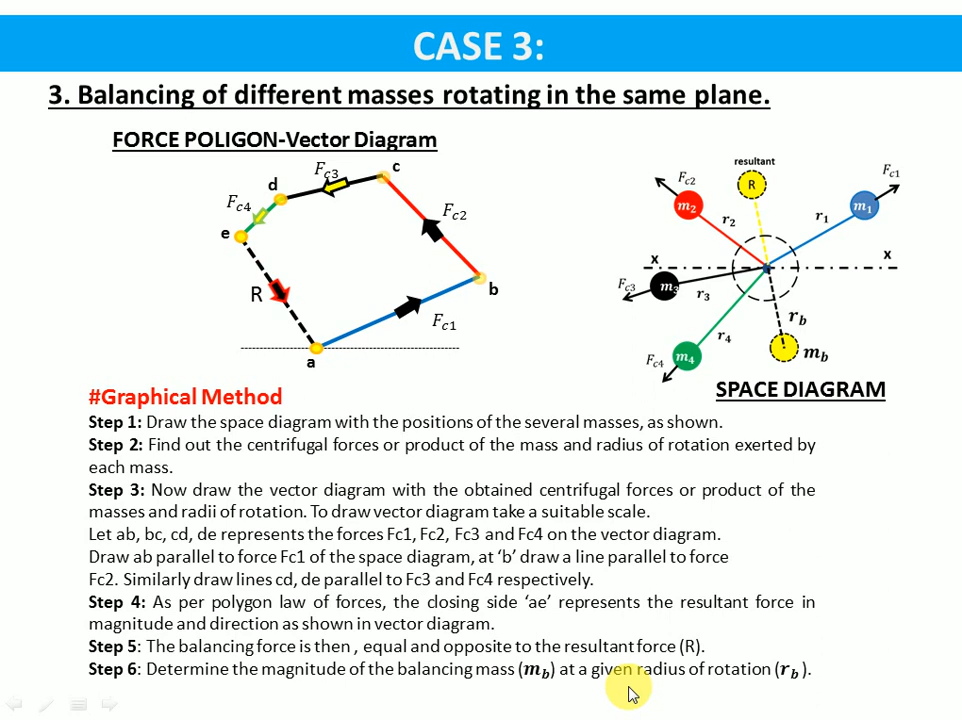 CASE 3:
3. Balancing of different masses rotating in the same plane.
FORCE POLIGON-Vector Diagram
d
F_c3
c
F_c4
e
F_c2
R
b
F_c1
a
resultant
R
F_c2
m_2
r_2
F_c1
m_1
r_1
x
x
F_c3
m_3
r_3
r_4
F_c4
m_4
r_b
m_b
SPACE DIAGRAM
#Graphical Method
Step 1: Draw the space diagram with the positions of the several masses, as shown.
Step 2: Find out the centrifugal forces or product of the mass and radius of rotation exerted by
each mass.
Step 3: Now draw the vector diagram with the obtained centrifugal forces or product of the
masses and radii of rotation. To draw vector diagram take a suitable scale.
Let ab, bc, cd, de represents the forces Fc1, Fc2, Fc3 and Fc4 on the vector diagram.
Draw ab parallel to force Fc1 of the space diagram, at ‘b’ draw a line parallel to force
Fc2. Similarly draw lines cd, de parallel to Fc3 and Fc4 respectively.
Step 4: As per polygon law of forces, the closing side ‘ae’ represents the resultant force in
magnitude and direction as shown in vector diagram.
Step 5: The balancing force is then , equal and opposite to the resultant force (R).
Step 6: Determine the magnitude of the balancing mass (m_b) at a given radius of rotation (r_b ).